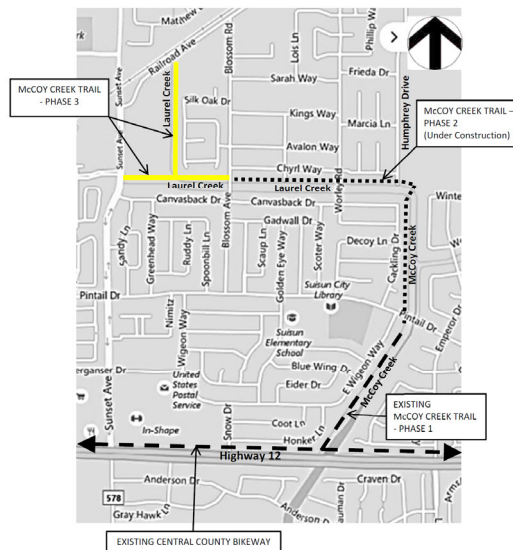 Matthew
Railroad Ave
Sunset Ave
Blossom Rd
Lois Ln
Phillip Way
Frieda Dr
Sarah Way
McCOY CREEK TRAIL
- PHASE 3
Laurel Creek
Silk Oak Dr
Kings Way
Marcia Ln
Humphrey Drive
McCOY CREEK TRAIL –
PHASE 2
(Under Construction)
Sunset Ave
Avalon Way
Chyrl Way
Laurel Creek
Laurel Creek
Worley Rd
Canvasback Dr
Canvasback Dr
Winte
Blossom Ave
Gadwall Dr
Sandy Ln
Greenhead Way
Ruddy Ln
Spoonbill Ln
Scaup Ln
Golden Eye Way
Scoter Way
Decoy Ln
Cackling Dr
McCoy Creek
Suisun City
Library
Pintail Dr
Pintail Dr
Emperor Dr
Nimitz
Wigeon Way
Suisun
Elementary
School
E Wigeon Way
McCoy Creek
Blue Wing Dr
erganser Dr
United
States
Postal
Service
Eider Dr
Sunset Ave
Snow Dr
EXISTING
McCOY CREEK TRAIL
- PHASE 1
In-Shape
Coot Ln
Honker Ln
Highway 12
Anderson Dr
Craven Dr
578
Gray Hawk Ln
Anderson Dr
auman Dr
EXISTING CENTRAL COUNTY BIKEWAY